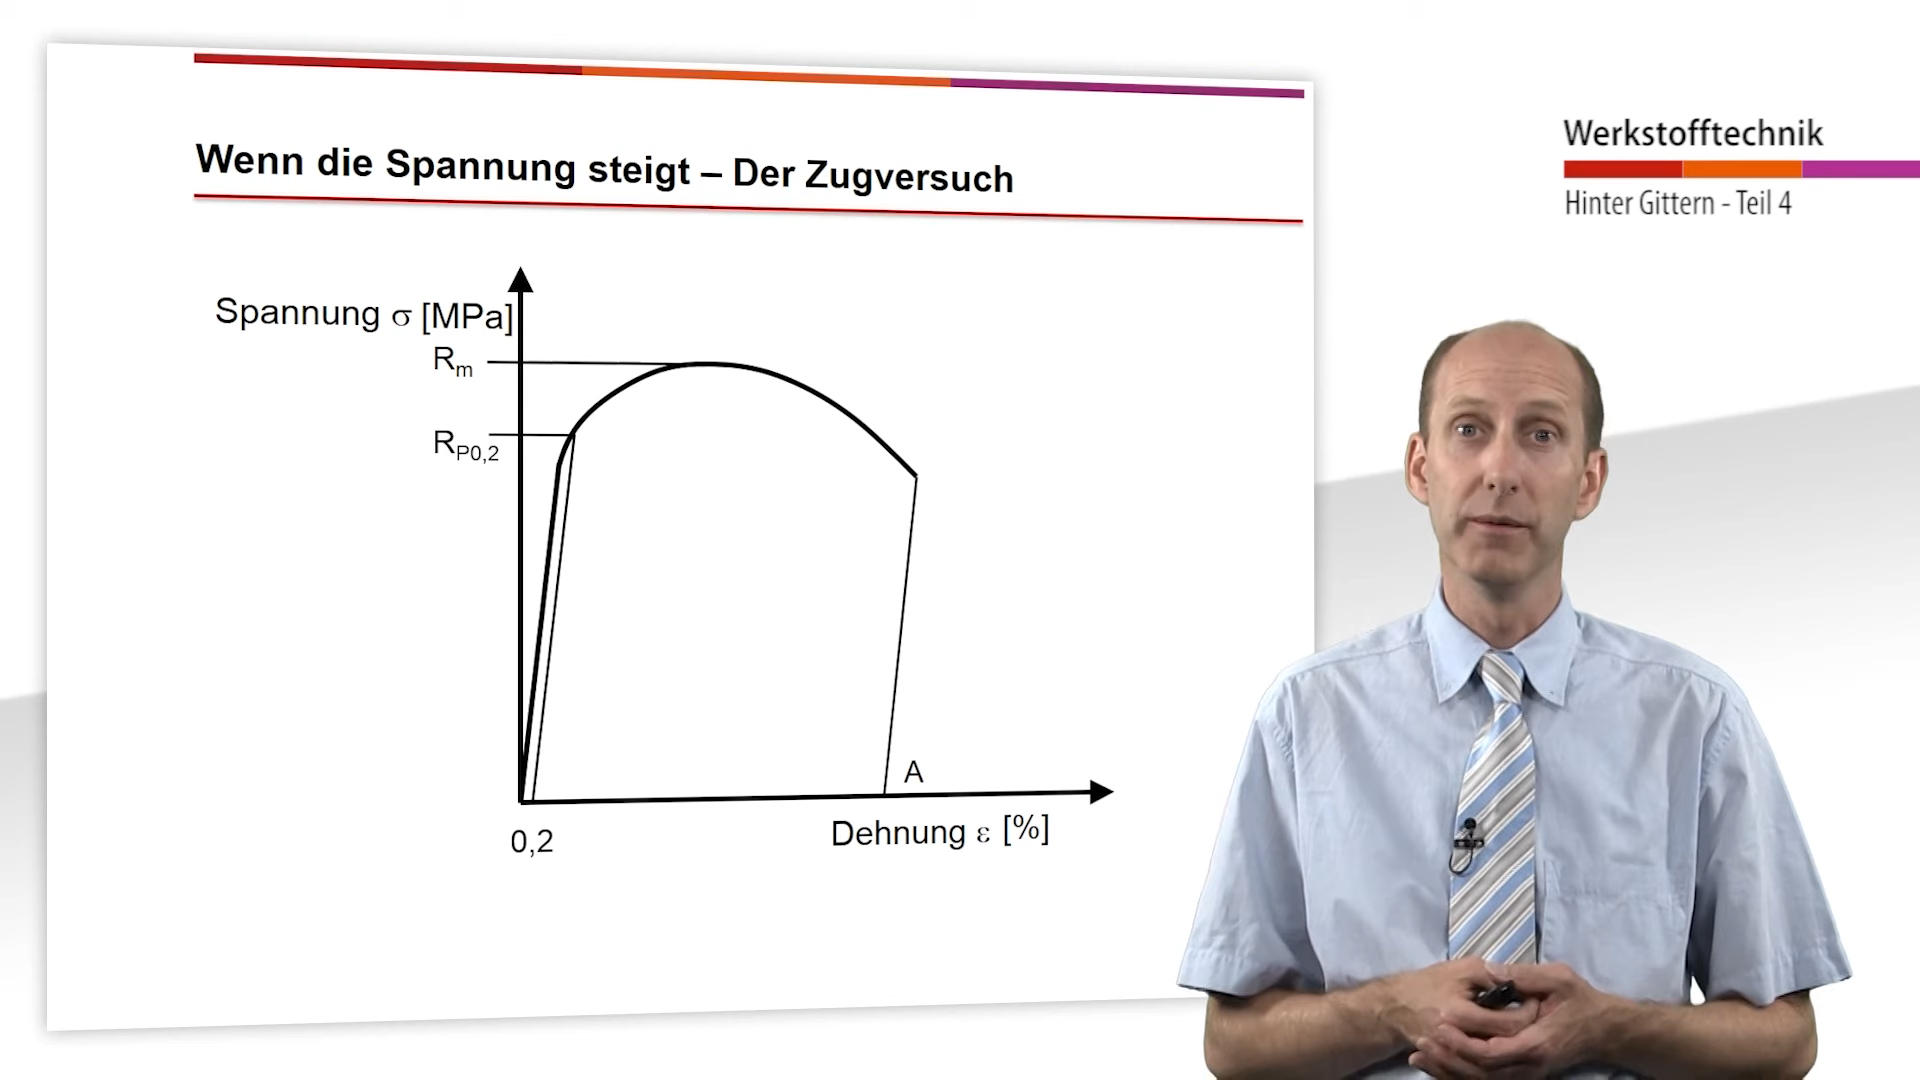 Wenn die Spannung steigt – Der Zugversuch
Werkstofftechnik
Hinter Gittern - Teil 4
Spannung σ [MPa]
Rm
RP0,2
A
0,2
Dehnung ε [%]